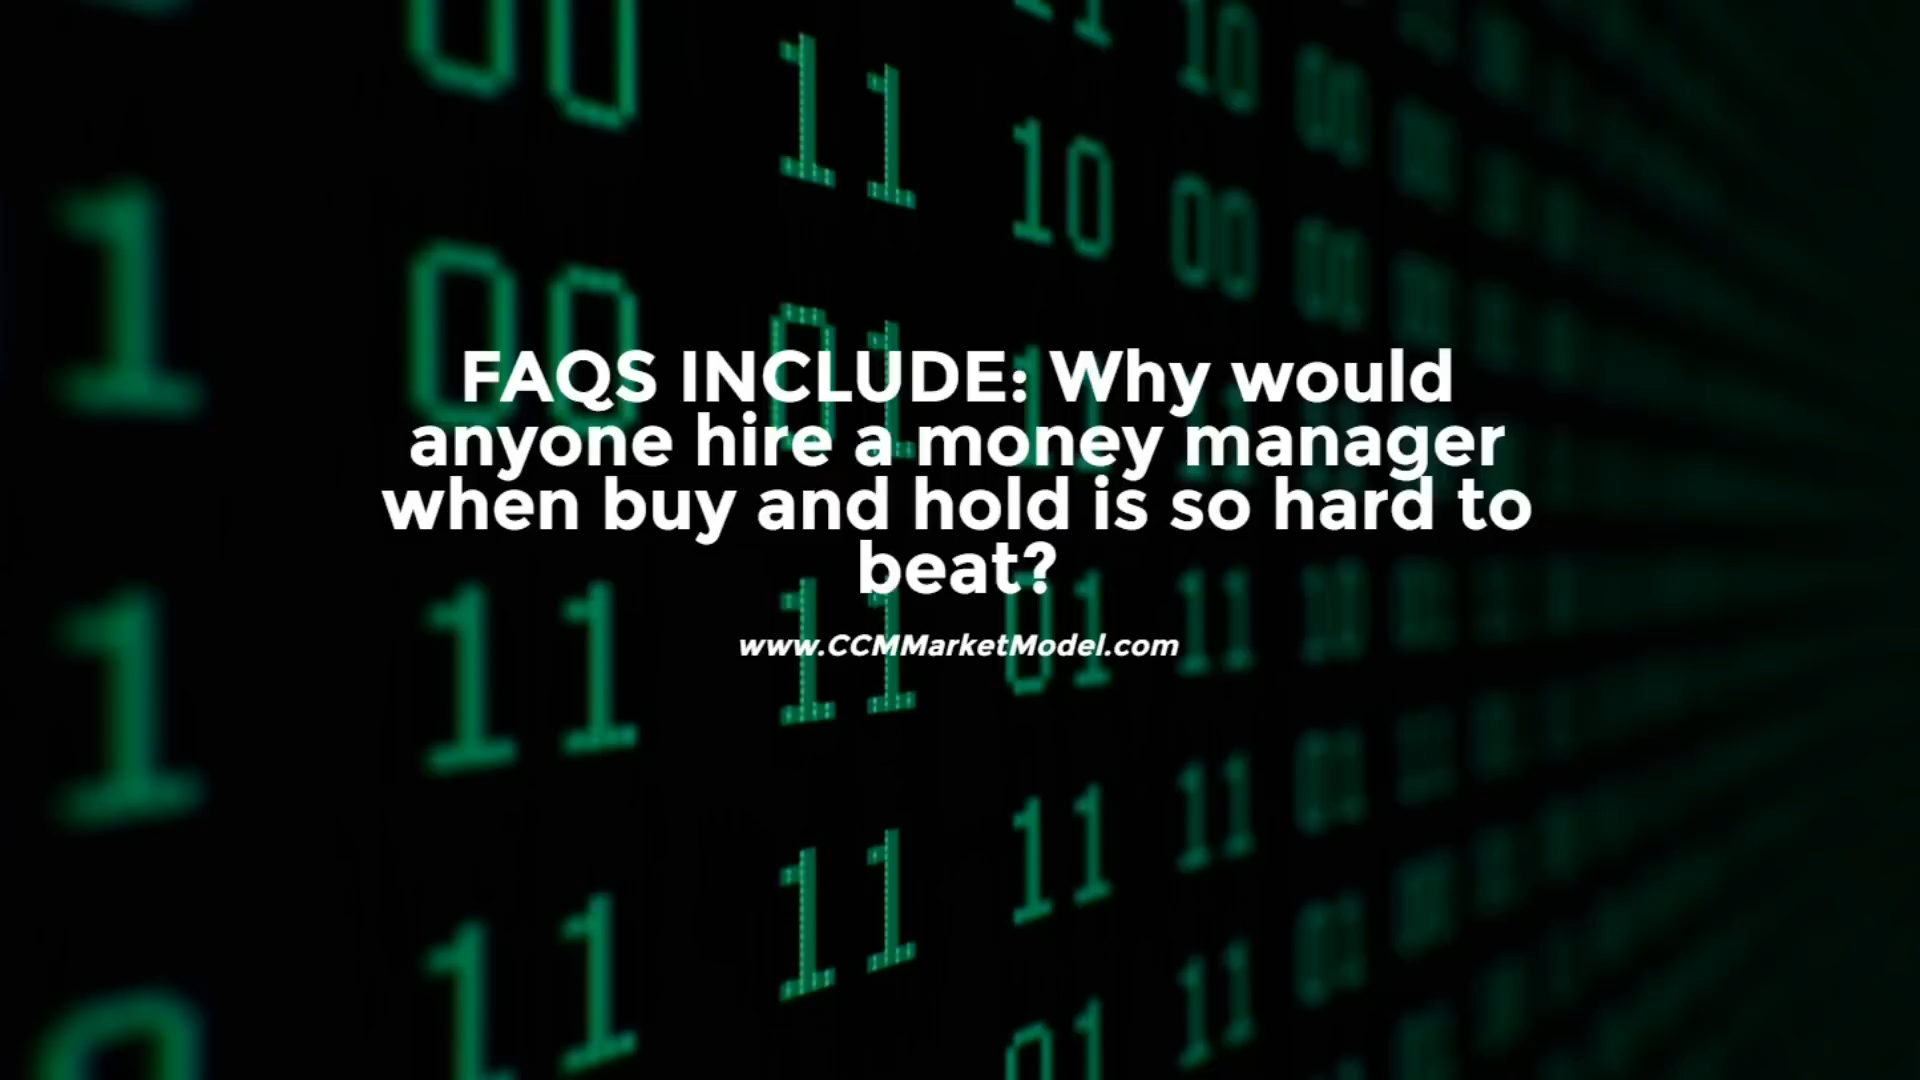 FAQS INCLUDE: Why would
anyone hire a money manager
when buy and hold is so hard to
beat?
www.CCMMarketModel.com